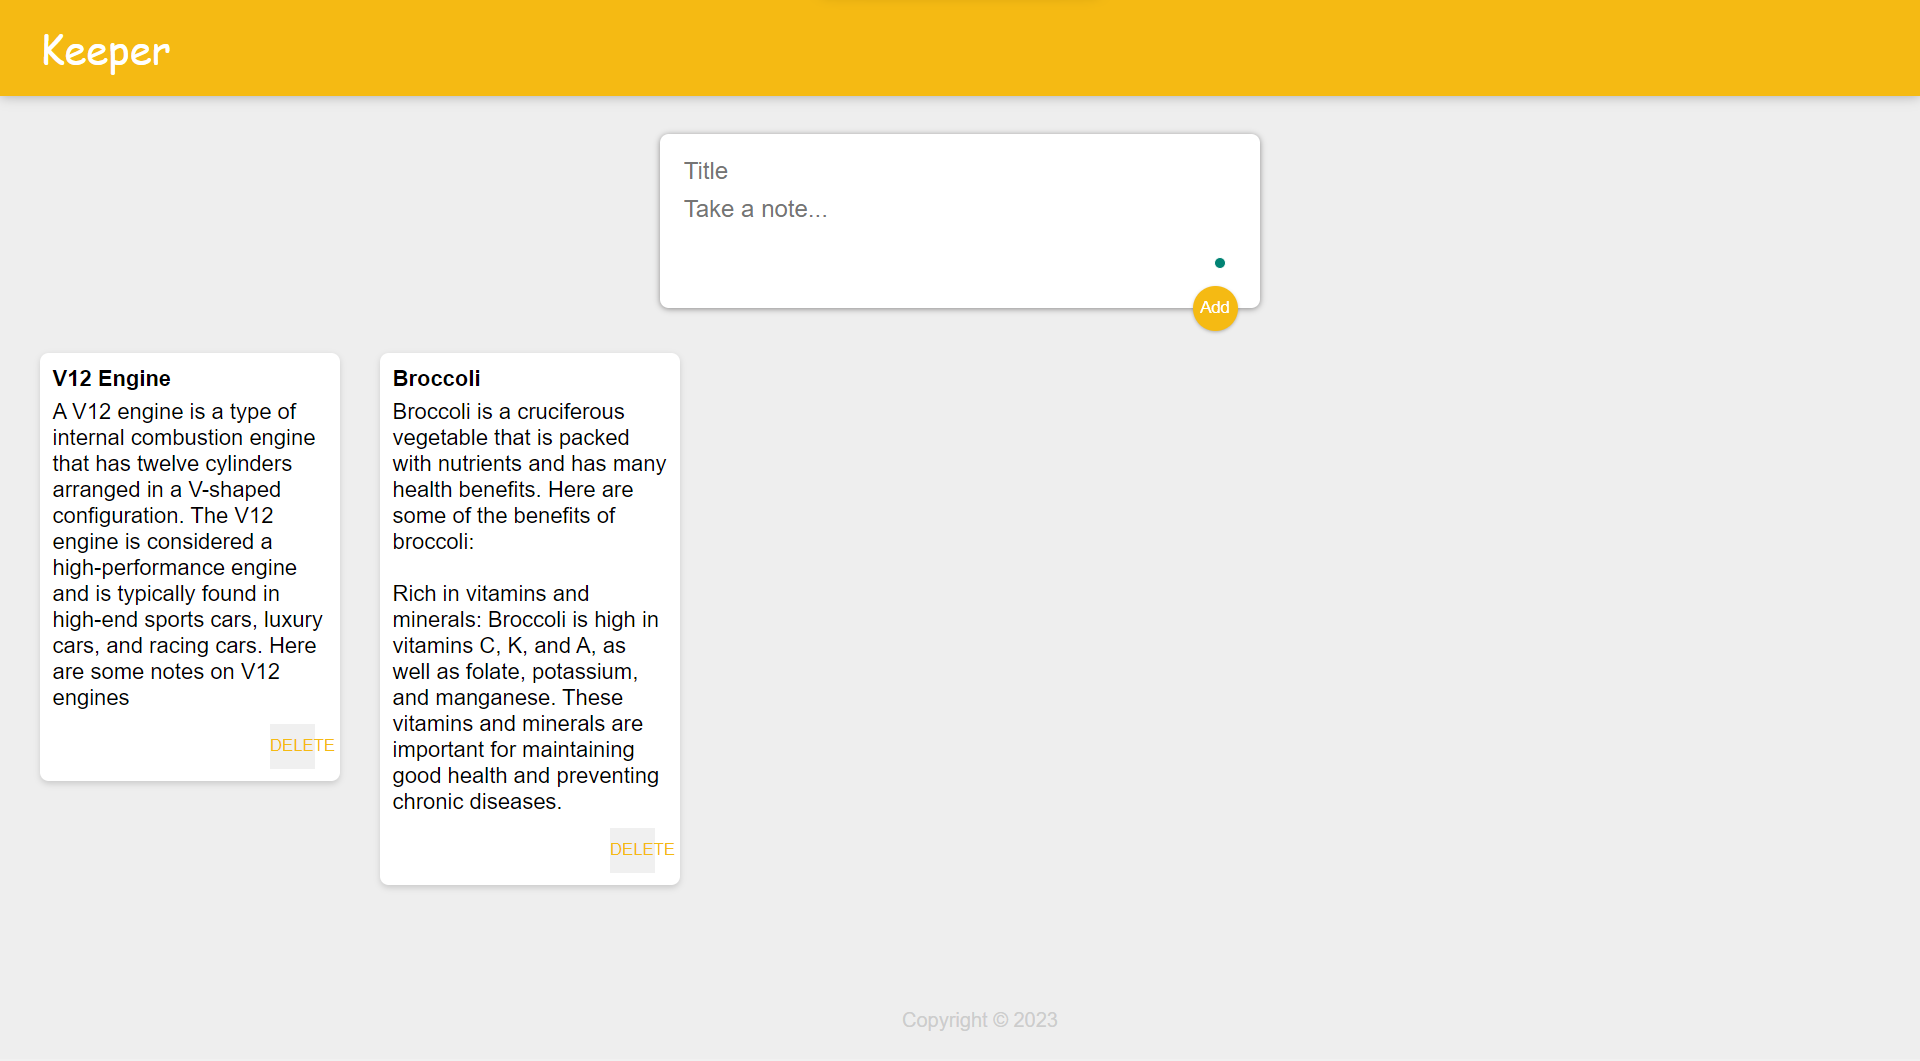 Keeper
Title
Take a note...
Add
V12 Engine
A V12 engine is a type of
internal combustion engine
that has twelve cylinders
arranged in a V-shaped
configuration. The V12
engine is considered a
high-performance engine
and is typically found in
high-end sports cars, luxury
cars, and racing cars. Here
are some notes on V12
engines
DELETE
Broccoli
Broccoli is a cruciferous
vegetable that is packed
with nutrients and has many
health benefits. Here are
some of the benefits of
broccoli:
Rich in vitamins and
minerals: Broccoli is high in
vitamins C, K, and A, as
well as folate, potassium,
and manganese. These
vitamins and minerals are
important for maintaining
good health and preventing
chronic diseases.
DELETE
Copyright © 2023